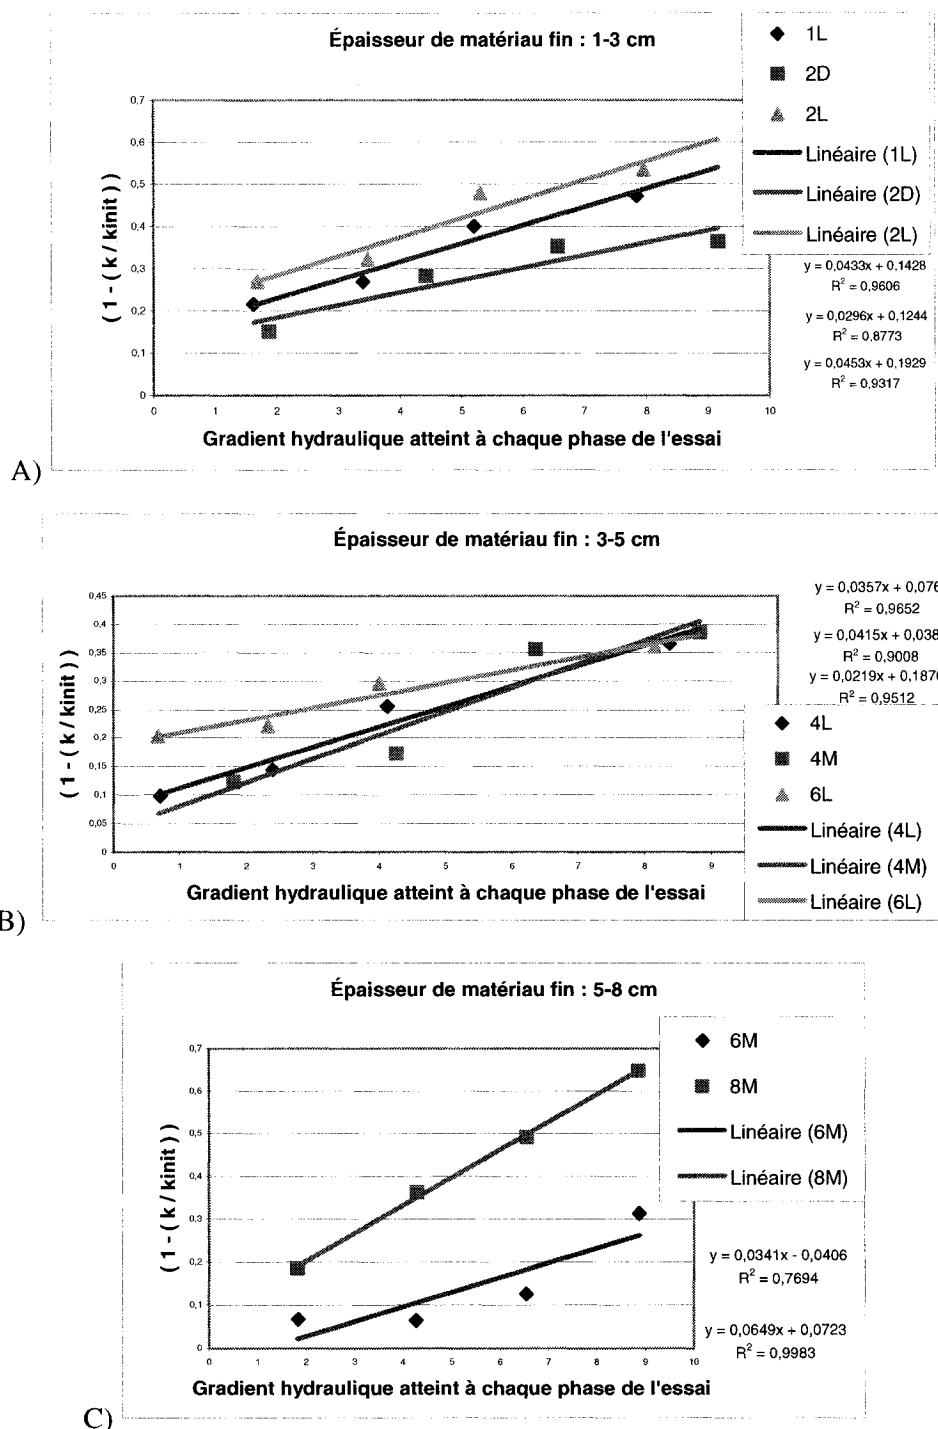 Épaisseur de matériau fin : 1-3 cm
1L
2D
2L
Linéaire (1L)
Linéaire (2D)
Linéaire (2L)
y = 0,0433x + 0,1428
R² = 0,9606
y = 0,0296x + 0,1244
R² = 0,8773
y = 0,0453x + 0,1929
R² = 0,9317
( 1 - ( k / kinit ) )
0,7
0,6
0,5
0,4
0,3
0,2
0,1
0
0 1 2 3 4 5 6 7 8 9 10
Gradient hydraulique atteint à chaque phase de l'essai
A)
Épaisseur de matériau fin : 3-5 cm
y = 0,0357x + 0,076
R² = 0,9652
y = 0,0415x + 0,038
R² = 0,9008
y = 0,0219x + 0,1876
R² = 0,9512
4L
4M
6L
Linéaire (4L)
Linéaire (4M)
Linéaire (6L)
( 1 - ( k / kinit ) )
0,45
0,4
0,35
0,3
0,25
0,2
0,15
0,1
0,05
0
0 1 2 3 4 5 6 7 8 9
Gradient hydraulique atteint à chaque phase de l'essai
B)
Épaisseur de matériau fin : 5-8 cm
6M
8M
Linéaire (6M)
Linéaire (8M)
y = 0,0341x - 0,0406
R² = 0,7694
y = 0,0649x + 0,0723
R² = 0,9983
( 1 - ( k / kinit ) )
0,7
0,6
0,5
0,4
0,3
0,2
0,1
0
0 1 2 3 4 5 6 7 8 9 10
Gradient hydraulique atteint à chaque phase de l'essai
C)